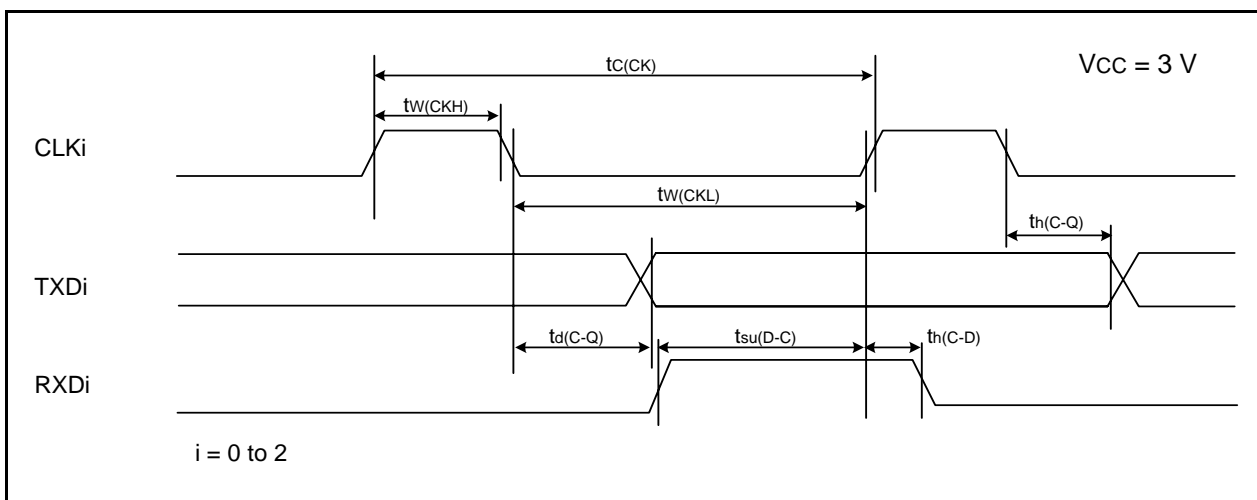 tC(CK)
VCC = 3 V
tW(CKH)
CLKi
tW(CKL)
th(C-Q)
TXDi
td(C-Q)
tsu(D-C)
th(C-D)
RXDi
i = 0 to 2